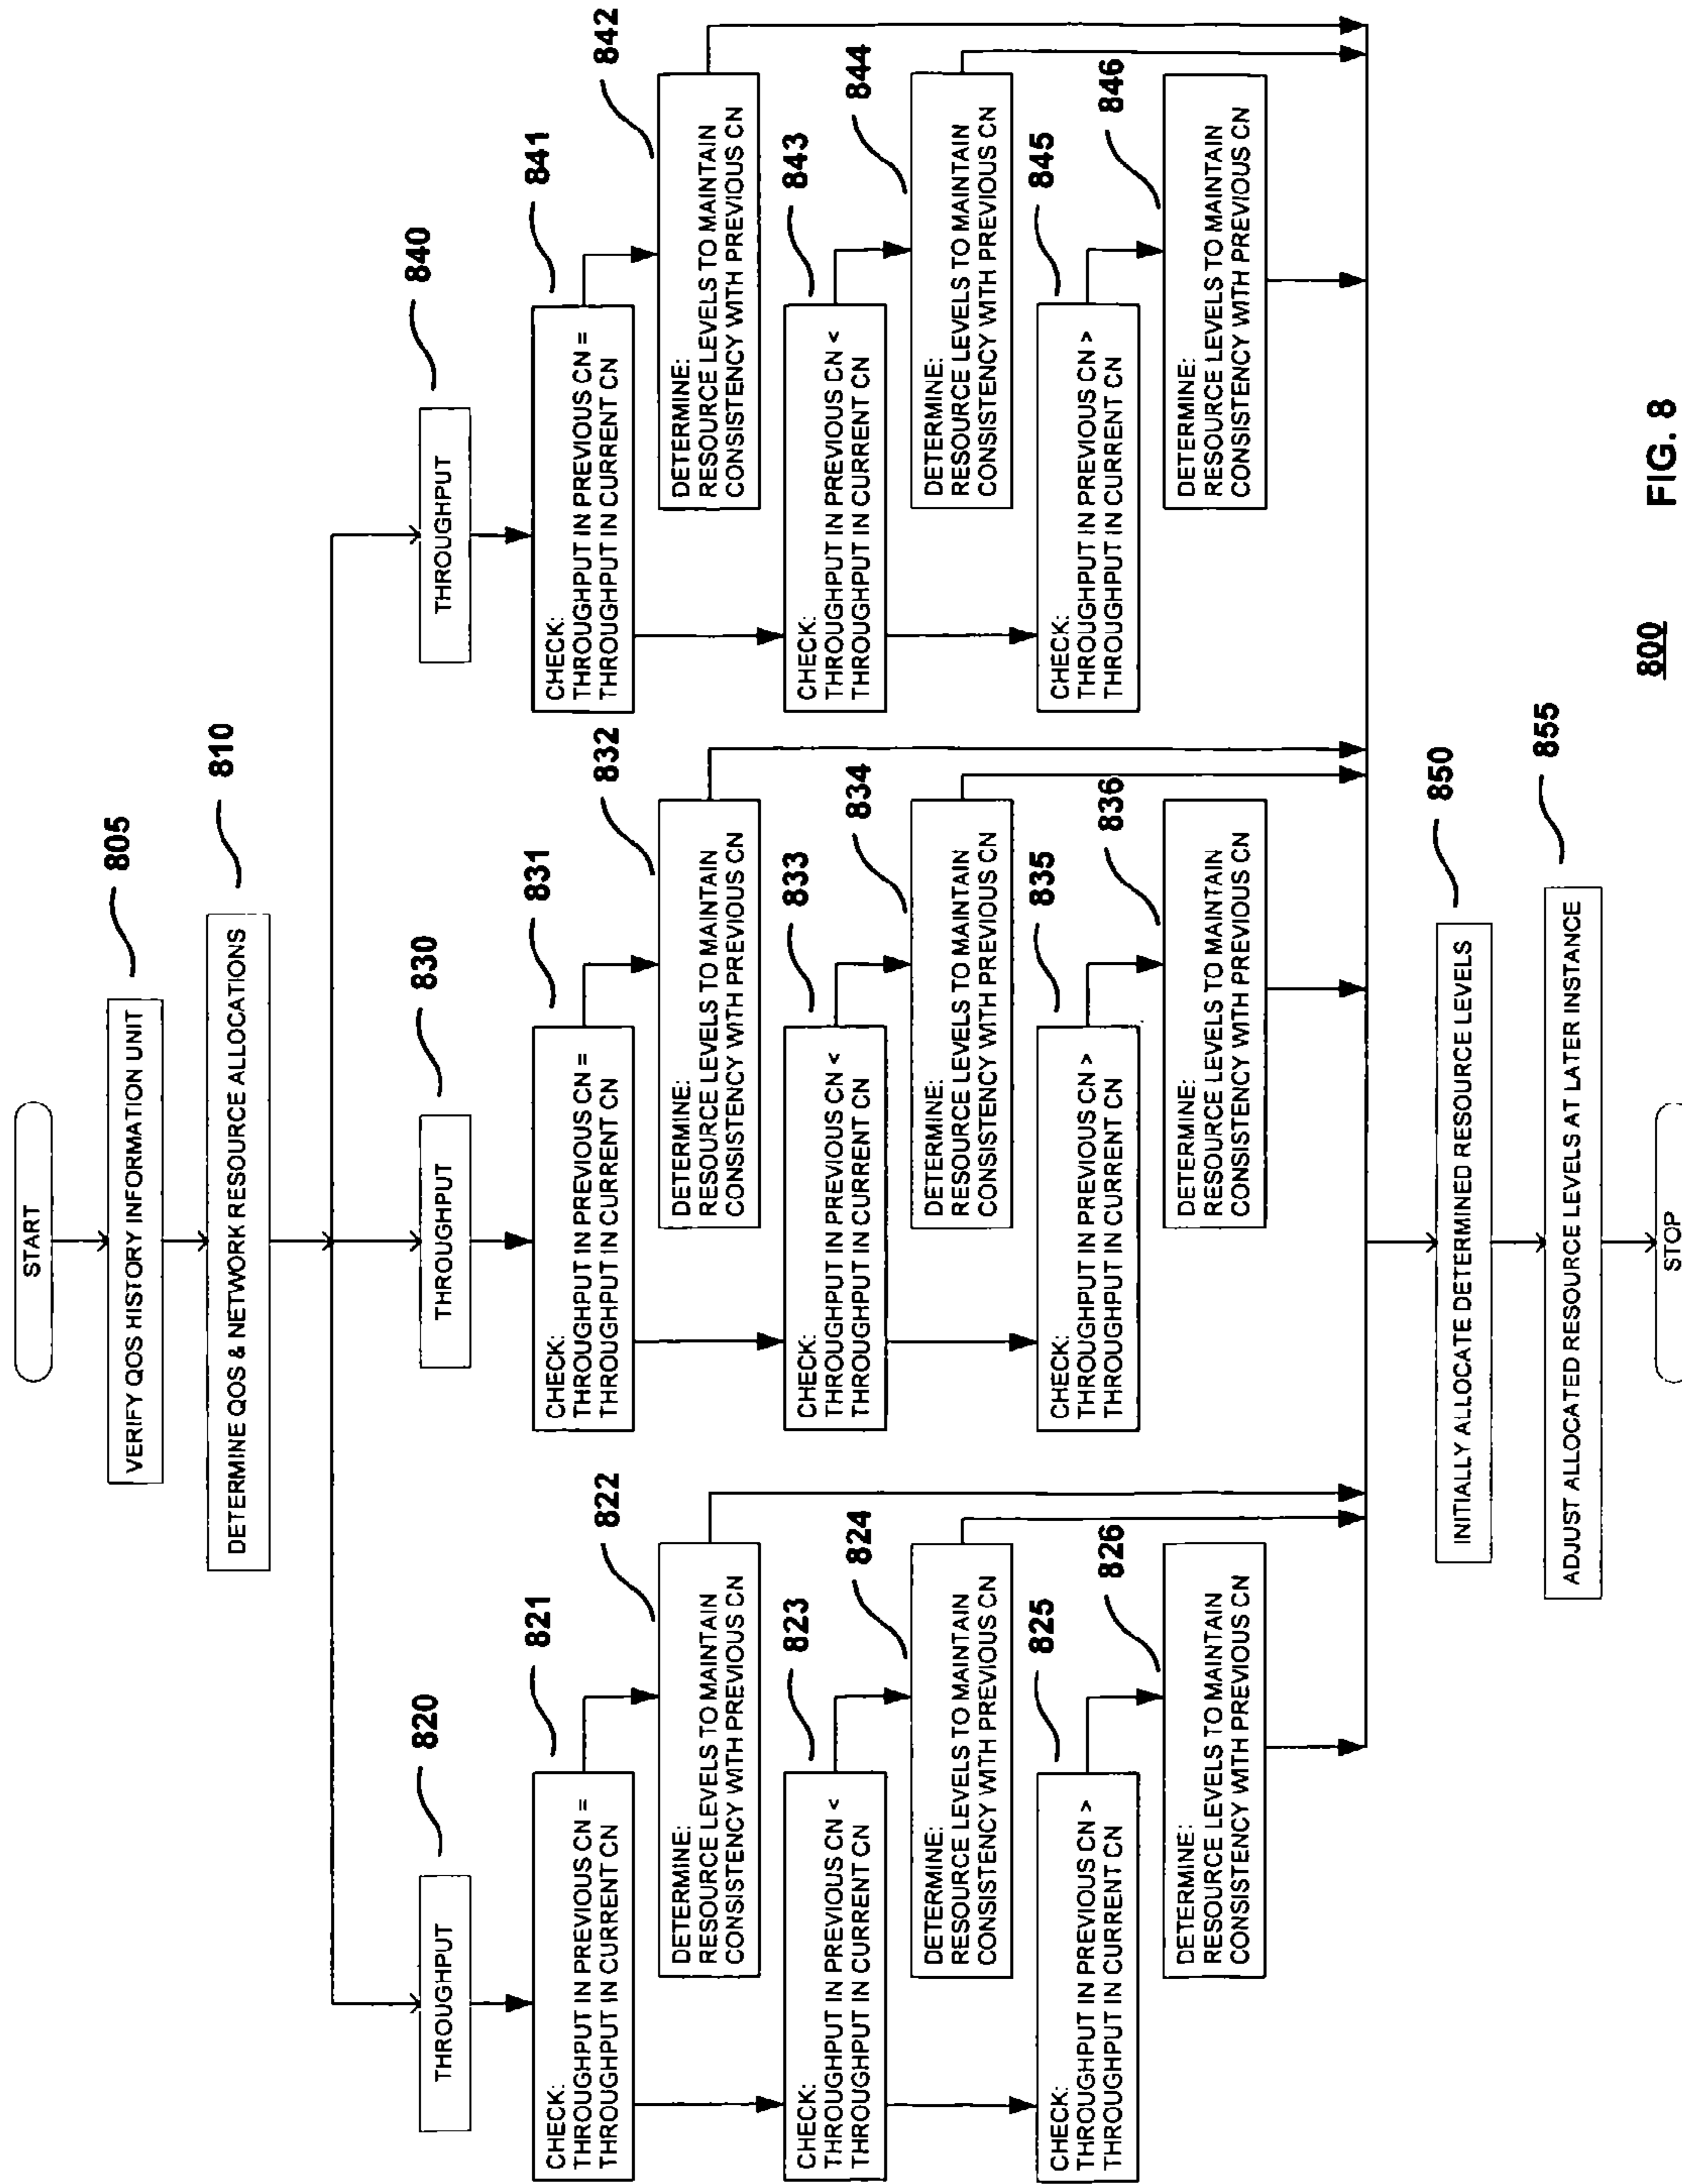 START
VERIFY QOS HISTORY INFORMATION UNIT
805
DETERMINE QOS & NETWORK RESOURCE ALLOCATIONS
810
THROUGHPUT
820
CHECK:
THROUGHPUT IN PREVIOUS CN =
THROUGHPUT IN CURRENT CN
821
DETERMINE:
RESOURCE LEVELS TO MAINTAIN
CONSISTENCY WITH PREVIOUS CN
822
CHECK:
THROUGHPUT IN PREVIOUS CN <
THROUGHPUT IN CURRENT CN
823
DETERMINE:
RESOURCE LEVELS TO MAINTAIN
CONSISTENCY WITH PREVIOUS CN
824
CHECK:
THROUGHPUT IN PREVIOUS CN >
THROUGHPUT IN CURRENT CN
825
DETERMINE:
RESOURCE LEVELS TO MAINTAIN
CONSISTENCY WITH PREVIOUS CN
826
THROUGHPUT
830
CHECK:
THROUGHPUT IN PREVIOUS CN =
THROUGHPUT IN CURRENT CN
831
DETERMINE:
RESOURCE LEVELS TO MAINTAIN
CONSISTENCY WITH PREVIOUS CN
832
CHECK:
THROUGHPUT IN PREVIOUS CN <
THROUGHPUT IN CURRENT CN
833
DETERMINE:
RESOURCE LEVELS TO MAINTAIN
CONSISTENCY WITH PREVIOUS CN
834
CHECK:
THROUGHPUT IN PREVIOUS CN >
THROUGHPUT IN CURRENT CN
835
DETERMINE:
RESOURCE LEVELS TO MAINTAIN
CONSISTENCY WITH PREVIOUS CN
836
THROUGHPUT
840
CHECK:
THROUGHPUT IN PREVIOUS CN =
THROUGHPUT IN CURRENT CN
841
DETERMINE:
RESOURCE LEVELS TO MAINTAIN
CONSISTENCY WITH PREVIOUS CN
842
CHECK:
THROUGHPUT IN PREVIOUS CN <
THROUGHPUT IN CURRENT CN
843
DETERMINE:
RESOURCE LEVELS TO MAINTAIN
CONSISTENCY WITH PREVIOUS CN
844
CHECK:
THROUGHPUT IN PREVIOUS CN >
THROUGHPUT IN CURRENT CN
845
DETERMINE:
RESOURCE LEVELS TO MAINTAIN
CONSISTENCY WITH PREVIOUS CN
846
INITIALLY ALLOCATE DETERMINED RESOURCE LEVELS
850
ADJUST ALLOCATED RESOURCE LEVELS AT LATER INSTANCE
855
STOP
800
FIG. 8